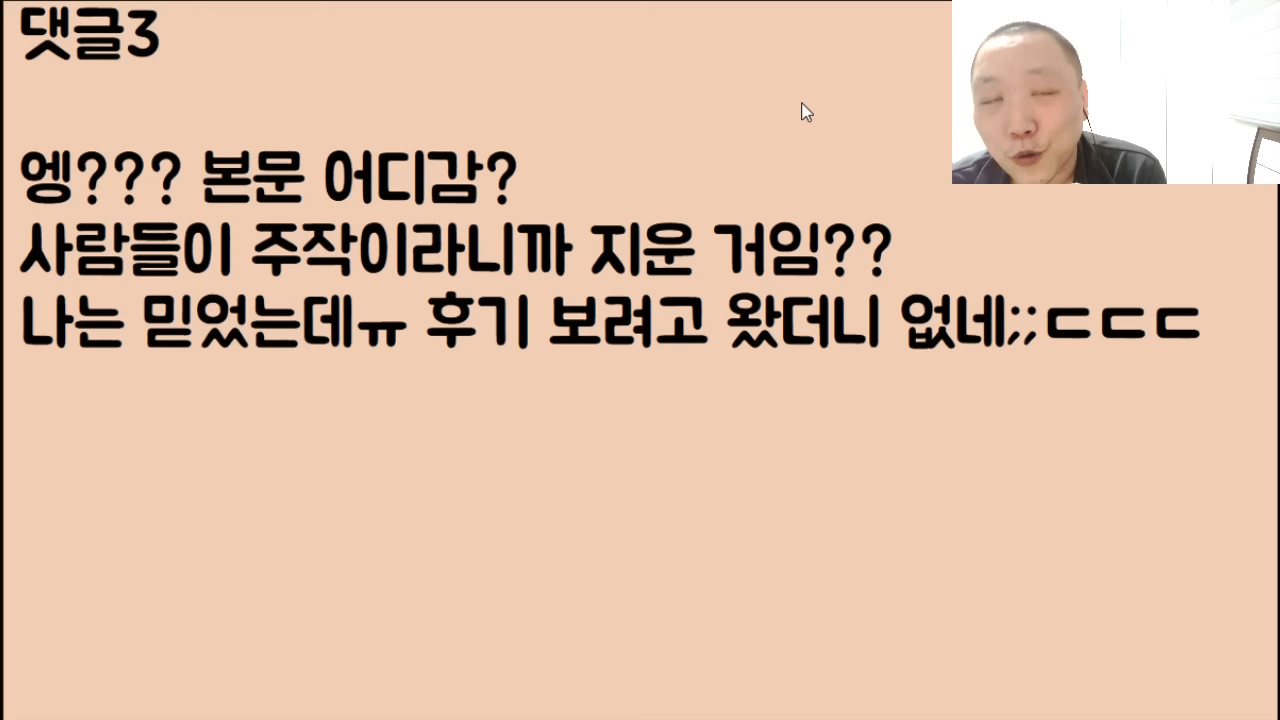 댓글3
엥??? 본문 어디감?
사람들이 주작이라니까 지운 거임??
나는 믿었는데ㅠ 후기 보려고 왔더니 없네;;ㄷㄷㄷ